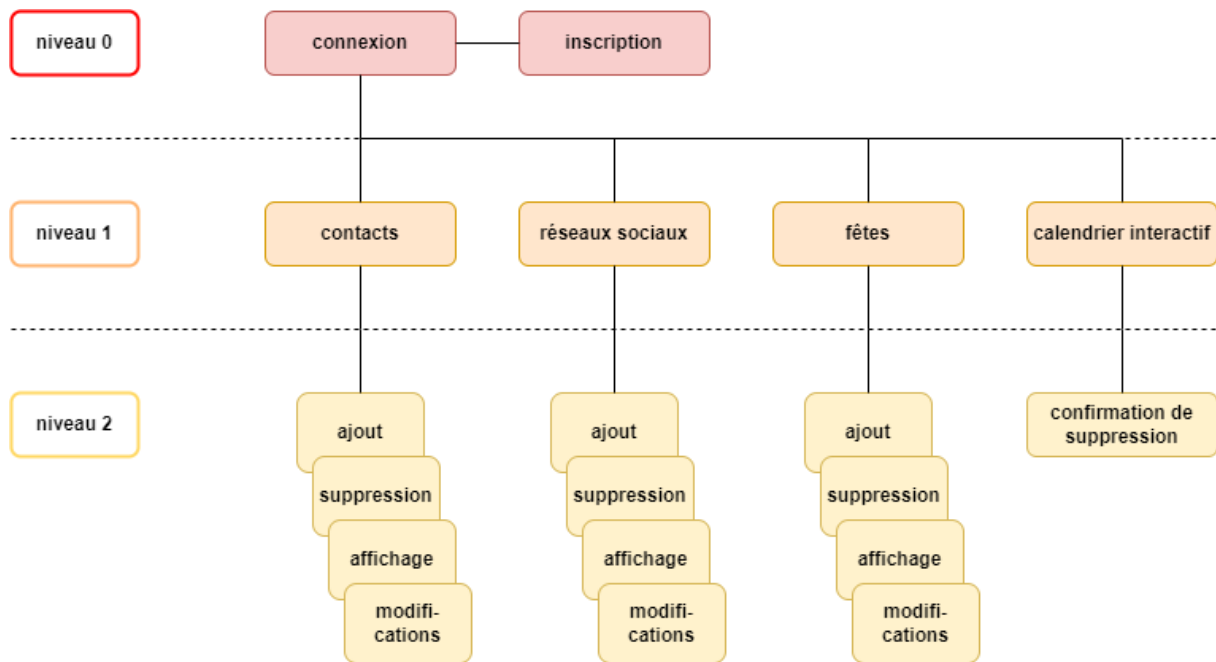 niveau 0
connexion
inscription
niveau 1
contacts
réseaux sociaux
fêtes
calendrier interactif
niveau 2
ajout
suppression
affichage
modifi-
cations
ajout
suppression
affichage
modifi-
cations
ajout
suppression
affichage
modifi-
cations
confirmation de
suppression